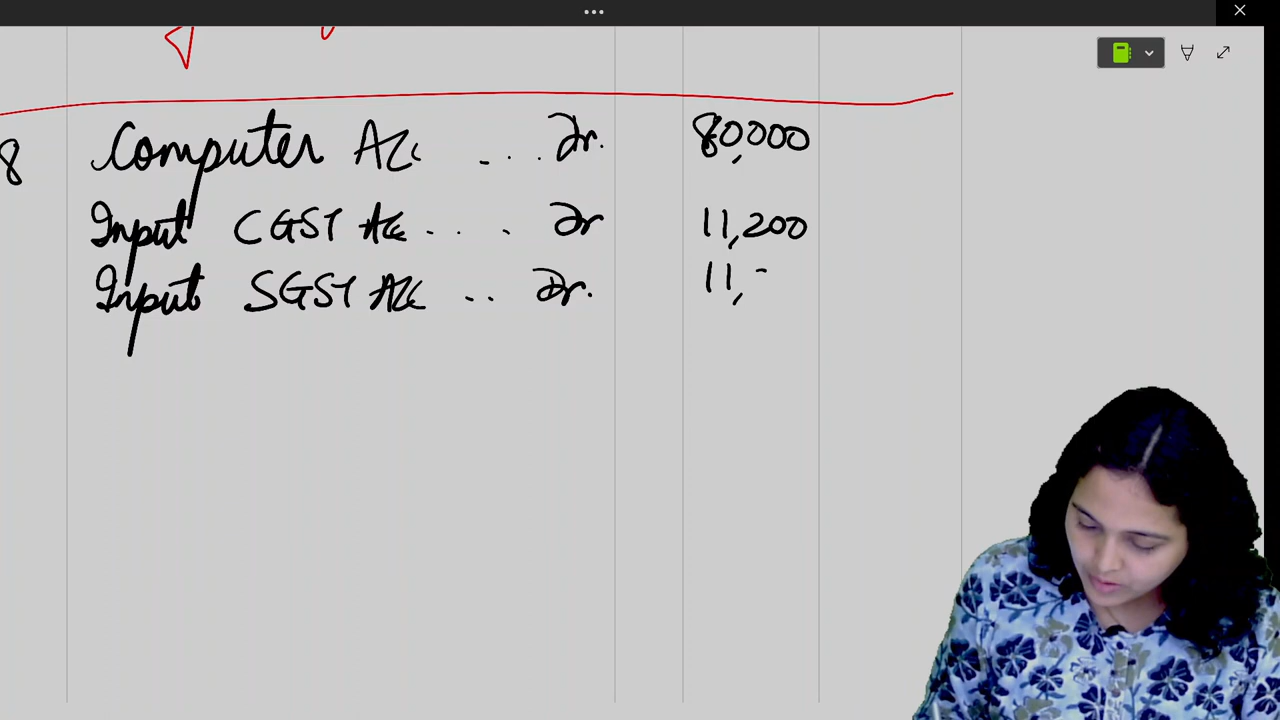 8 Computer A/c ... Dr. 80,000
Input CGST A/c .... Dr 11,200
Input SGST A/c .. Dr. 11,